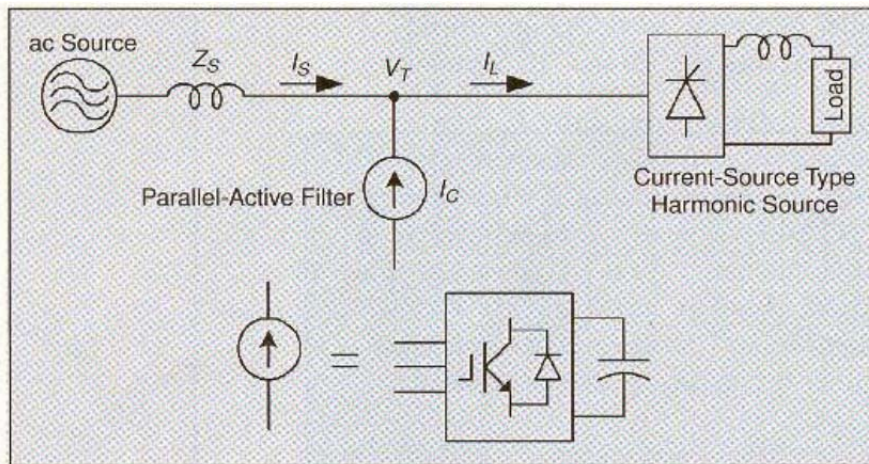 ac Source
Z_S
I_S
V_T
I_L
Load
Parallel-Active Filter
I_C
Current-Source Type
Harmonic Source
=